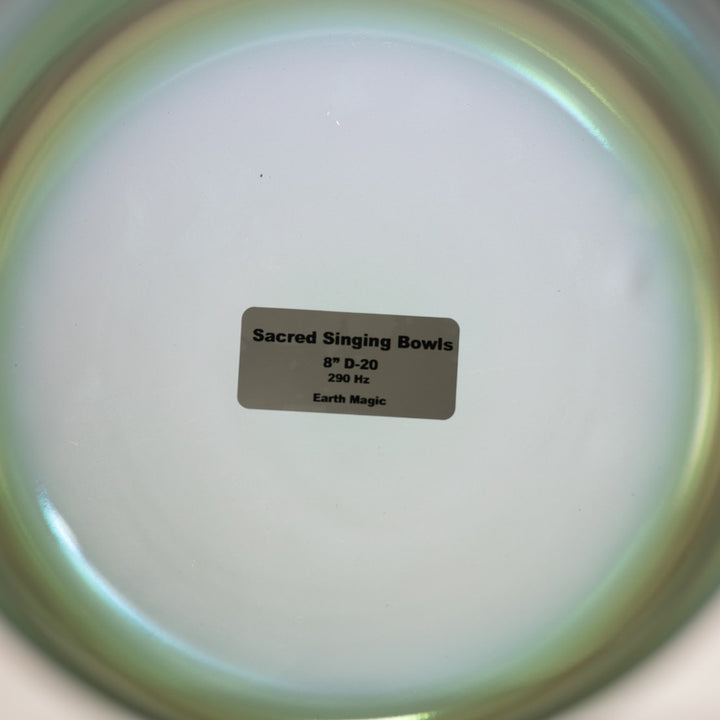 Sacred Singing Bowls
8” D-20
290 Hz
Earth Magic